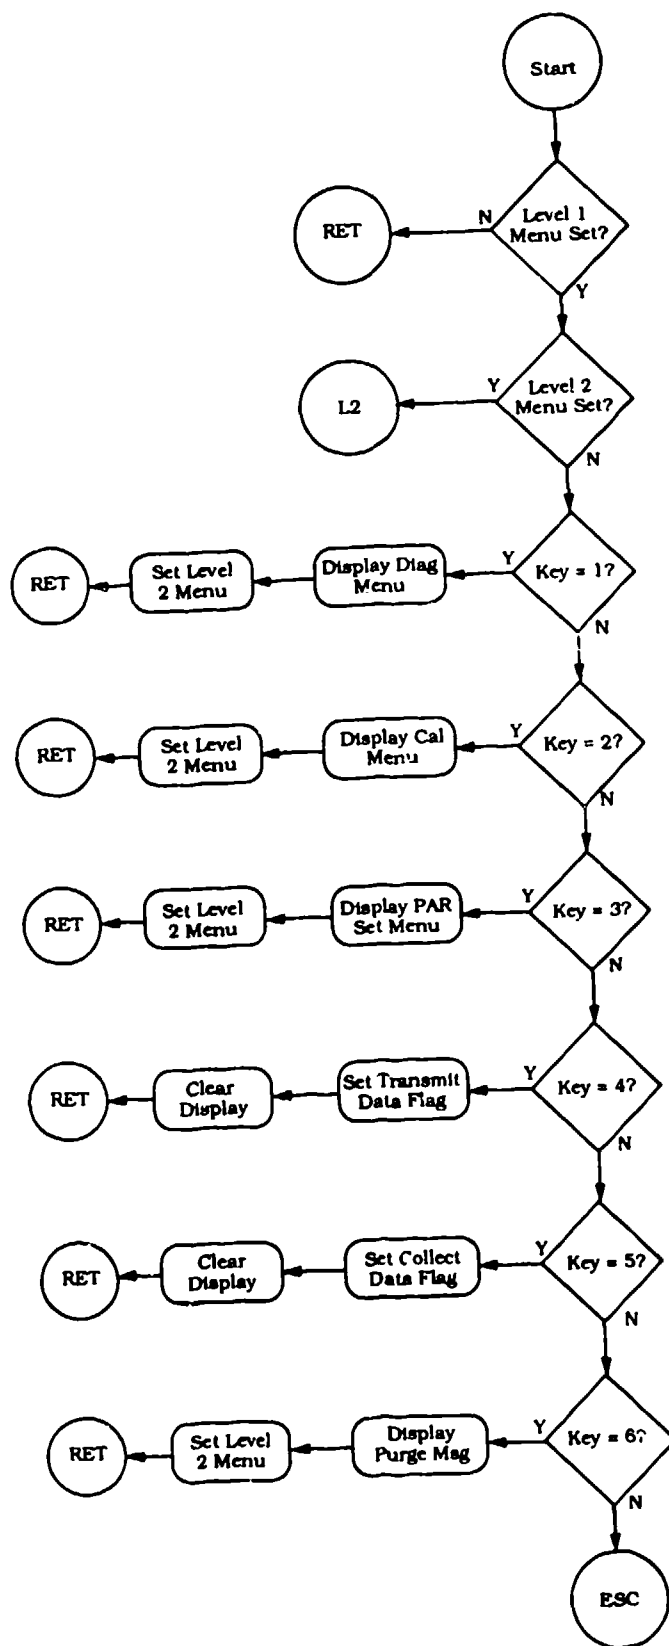 Start
N
Level 1
Menu Set?
RET
Y
Y
Level 2
Menu Set?
L2
N
RET
Set Level
2 Menu
Display Diag
Menu
Y
Key = 1?
N
RET
Set Level
2 Menu
Display Cal
Menu
Y
Key = 2?
N
RET
Set Level
2 Menu
Display PAR
Set Menu
Y
Key = 3?
N
RET
Clear
Display
Set Transmit
Data Flag
Y
Key = 4?
N
RET
Clear
Display
Set Collect
Data Flag
Y
Key = 5?
N
RET
Set Level
2 Menu
Display
Purge Msg
Y
Key = 6?
N
ESC